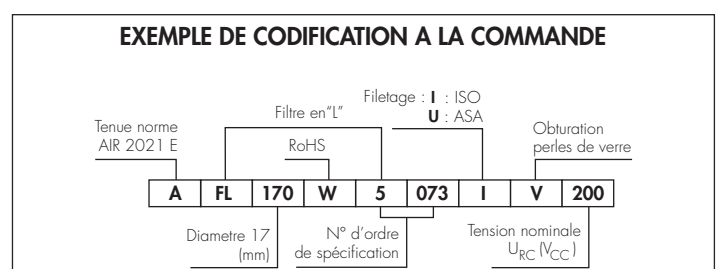 EXEMPLE DE CODIFICATION A LA COMMANDE
Filetage : I : ISO
U : ASA
Filtre en"L"
Tenue norme
AIR 2021 E
RoHS
Obturation
perles de verre
A FL 170 W 5 073 I V 200
Diametre 17
(mm)
N° d'ordre
de spécification
Tension nominale
URC (VCC )